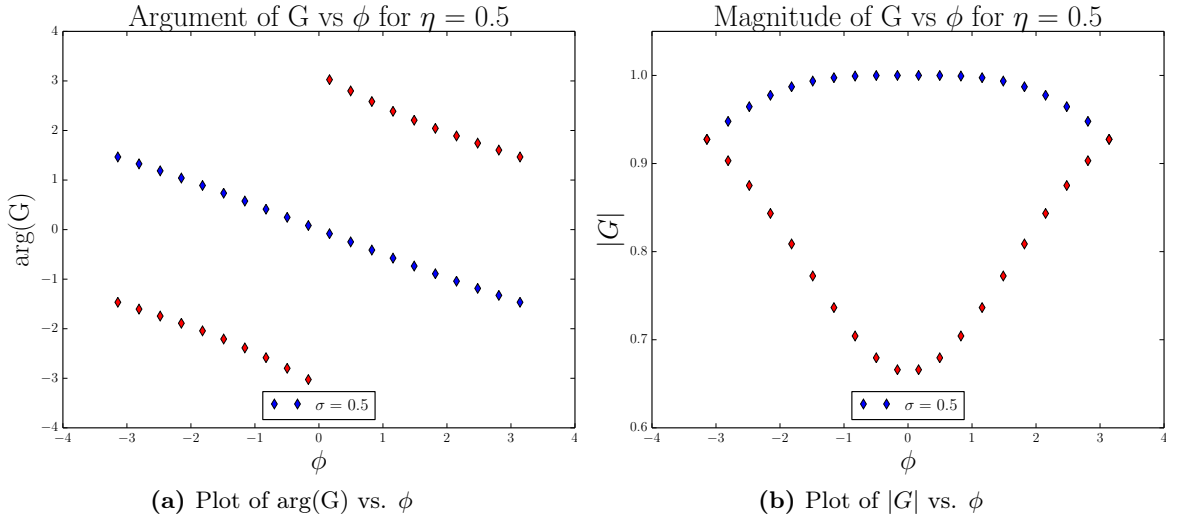 Argument of G vs ϕ for η = 0.5
4
3
2
1
0
−1
−2
−3
−4
arg(G)
−4 −3 −2 −1 0 1 2 3 4
ϕ
σ = 0.5
(a) Plot of arg(G) vs. ϕ
Magnitude of G vs ϕ for η = 0.5
1.0
0.9
0.8
0.7
0.6
|G|
−4 −3 −2 −1 0 1 2 3 4
ϕ
σ = 0.5
(b) Plot of |G| vs. ϕ